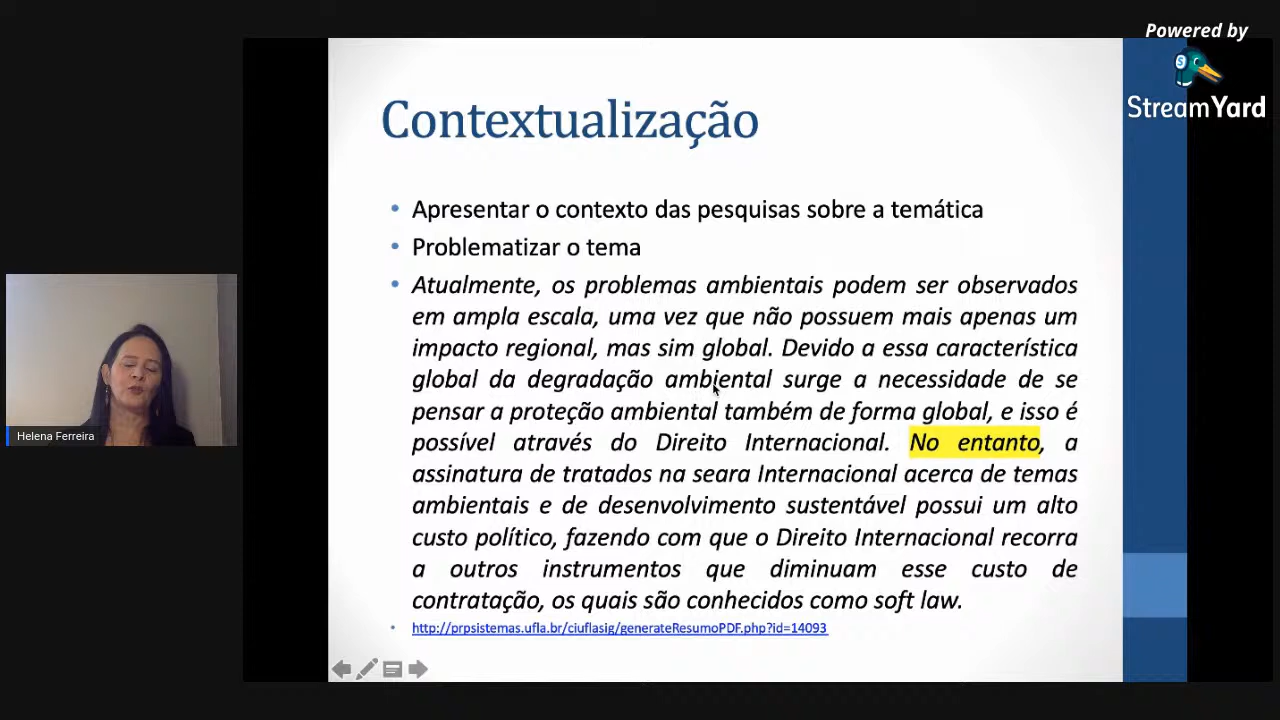 Powered by
StreamYard
Contextualização
• Apresentar o contexto das pesquisas sobre a temática
• Problematizar o tema
• Atualmente, os problemas ambientais podem ser observados
em ampla escala, uma vez que não possuem mais apenas um
impacto regional, mas sim global. Devido a essa característica
global da degradação ambiental surge a necessidade de se
pensar a proteção ambiental também de forma global, e isso é
possível através do Direito Internacional. No entanto, a
assinatura de tratados na seara Internacional acerca de temas
ambientais e de desenvolvimento sustentável possui um alto
custo político, fazendo com que o Direito Internacional recorra
a outros instrumentos que diminuam esse custo de
contratação, os quais são conhecidos como soft law.
• http://prpsistemas.ufla.br/ciuflasig/generateResumoPDF.php?id=14093
Helena Ferreira